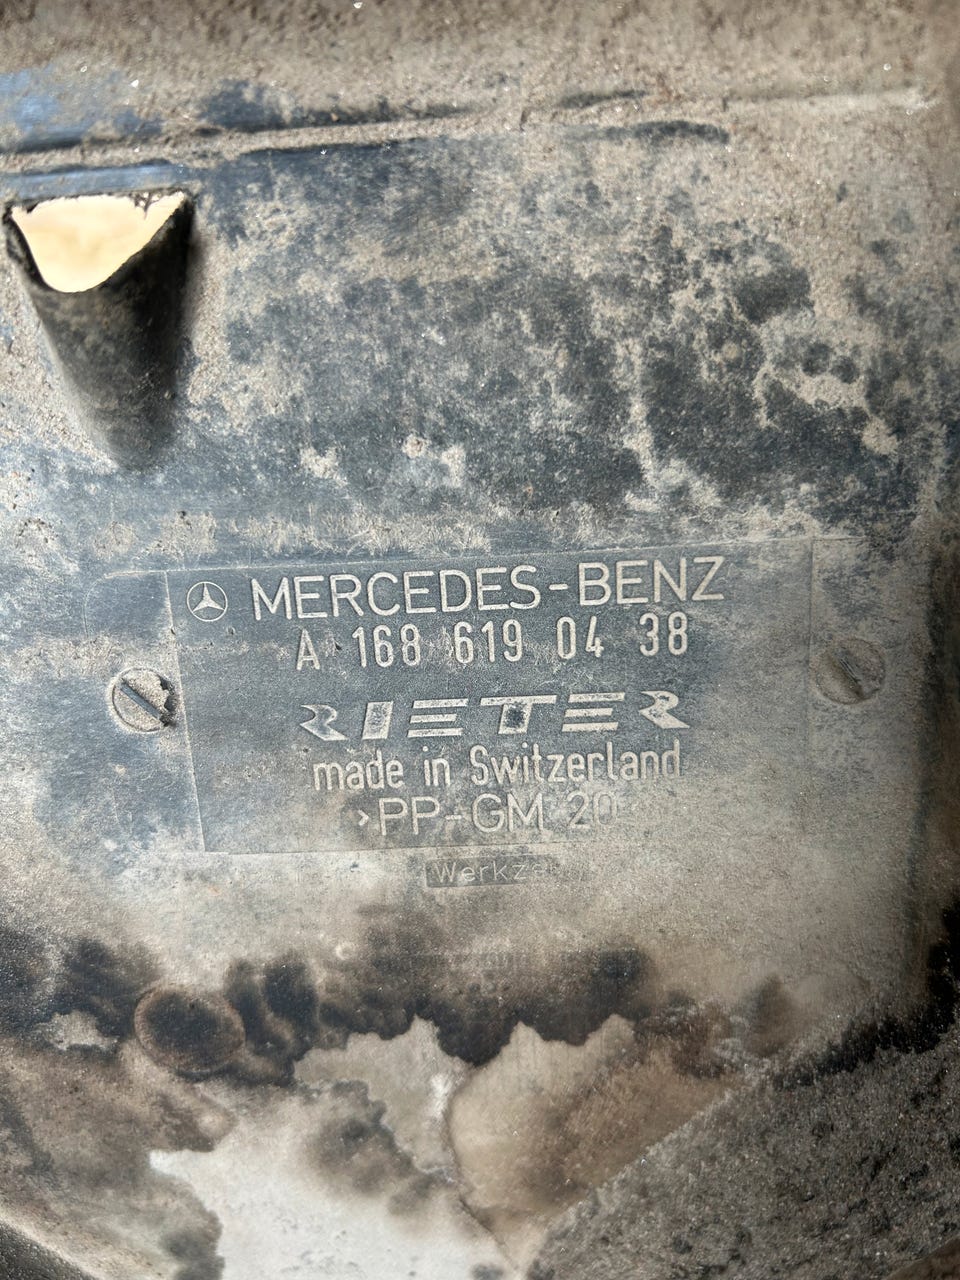 MERCEDES-BENZ
A 168 619 04 38
RIETER
made in Switzerland
>PP-GM 20